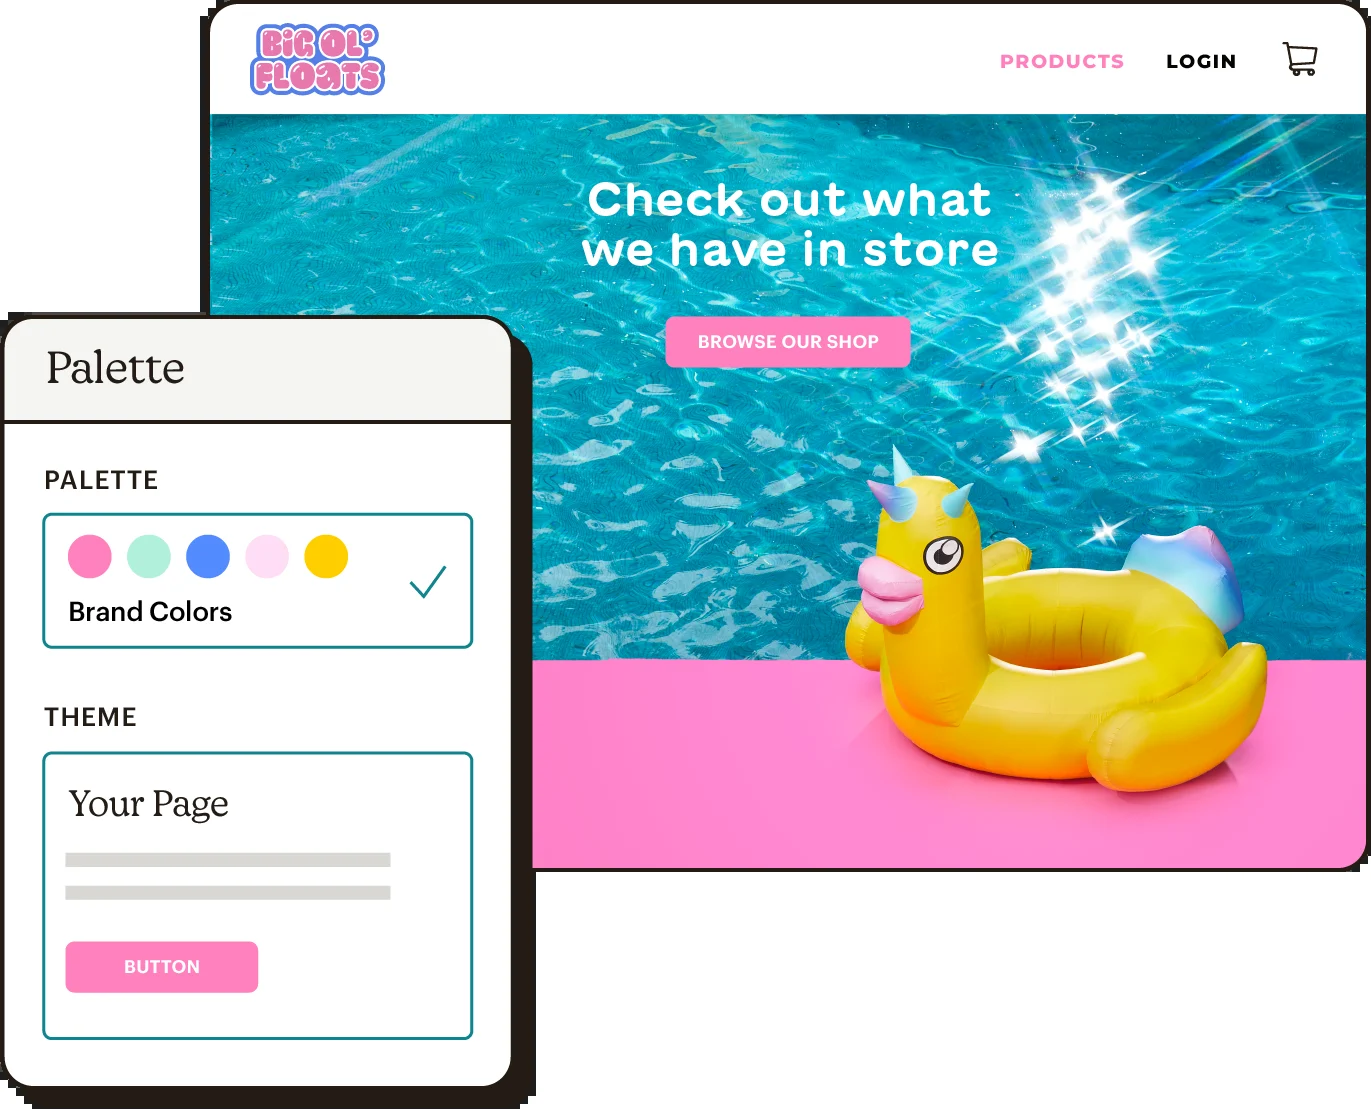 BiG OL'
FLOATS
PRODUCTS
LOGIN
Check out what
we have in store
BROWSE OUR SHOP
Palette
PALETTE
Brand Colors
THEME
Your Page
BUTTON